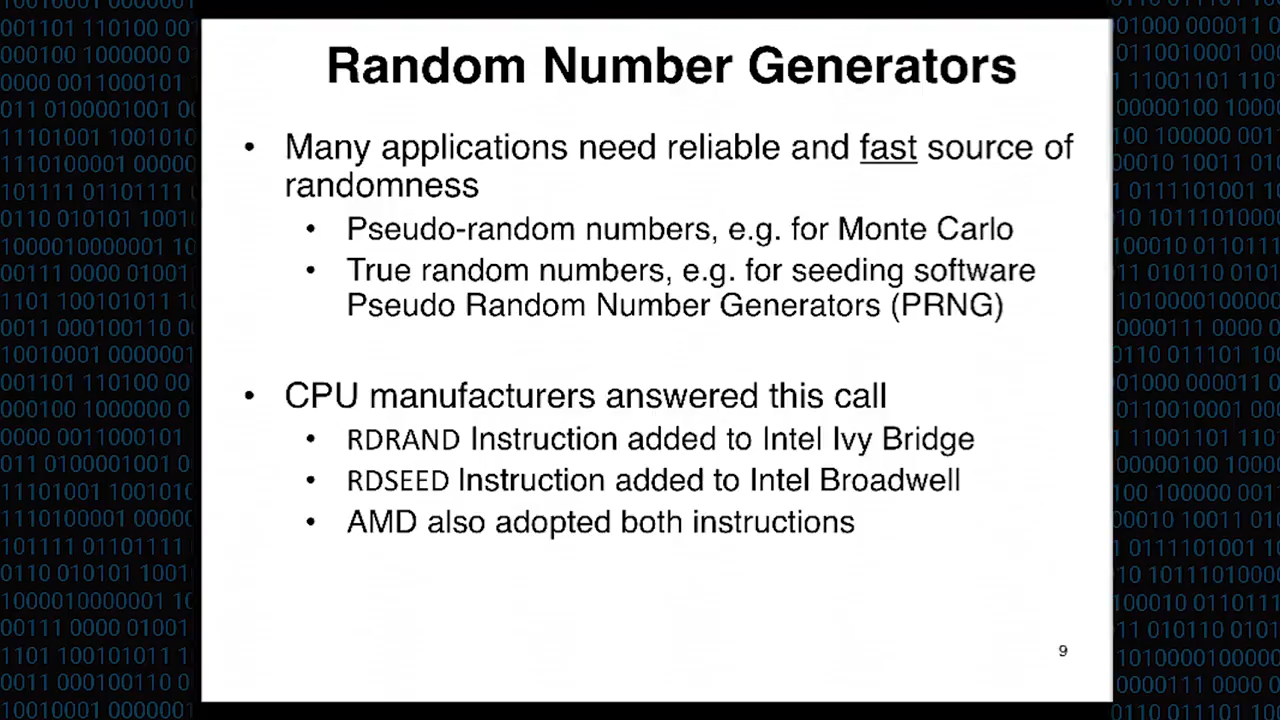 Random Number Generators
• Many applications need reliable and fast source of
randomness
• Pseudo-random numbers, e.g. for Monte Carlo
• True random numbers, e.g. for seeding software
Pseudo Random Number Generators (PRNG)
• CPU manufacturers answered this call
• RDRAND Instruction added to Intel Ivy Bridge
• RDSEED Instruction added to Intel Broadwell
• AMD also adopted both instructions
9